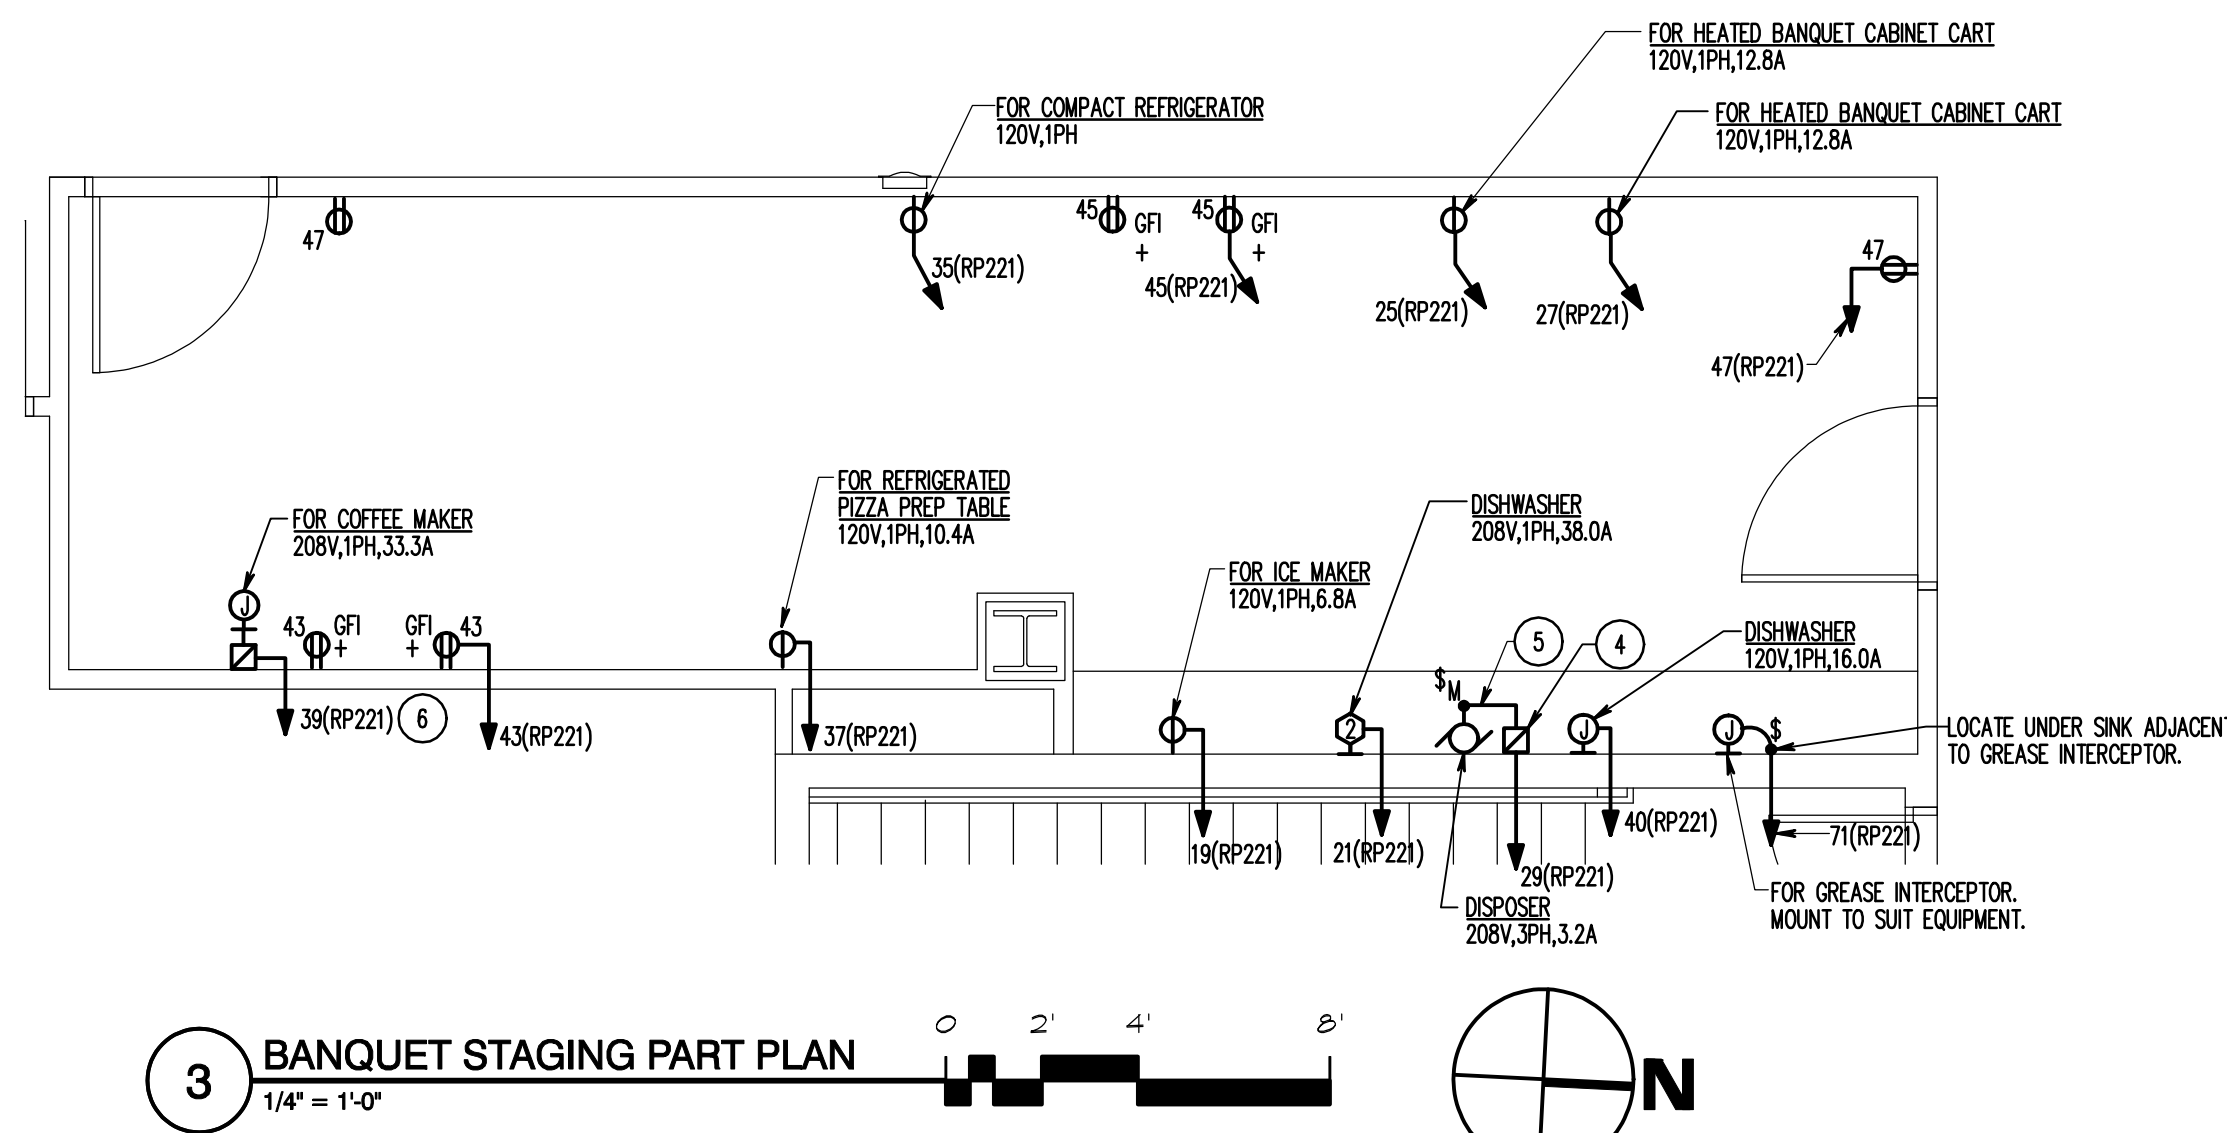 FOR HEATED BANQUET CABINET CART
120V,1PH,12.8A
FOR COMPACT REFRIGERATOR
120V,1PH
FOR HEATED BANQUET CABINET CART
120V,1PH,12.8A
47
45
GFI
+
45
GFI
+
47
35(RP221)
45(RP221)
25(RP221)
27(RP221)
47(RP221)
FOR COFFEE MAKER
208V,1PH,33.3A
FOR REFRIGERATED
PIZZA PREP TABLE
120V,1PH,10.4A
DISHWASHER
208V,1PH,38.0A
FOR ICE MAKER
120V,1PH,6.8A
J
43
GFI
+
GFI
+
43
5
4
DISHWASHER
120V,1PH,16.0A
$M
2
J
J
$
LOCATE UNDER SINK ADJACENT
TO GREASE INTERCEPTOR.
39(RP221)
6
43(RP221)
37(RP221)
19(RP221)
21(RP221)
29(RP221)
40(RP221)
71(RP221)
DISPOSER
208V,3PH,3.2A
FOR GREASE INTERCEPTOR.
MOUNT TO SUIT EQUIPMENT.
3
BANQUET STAGING PART PLAN
1/4" = 1'-0"
0 2' 4' 8'
N